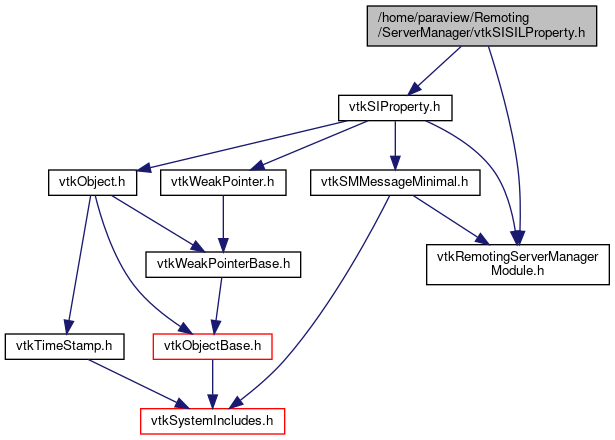 /home/paraview/Remoting
/ServerManager/vtkSISILProperty.h
vtkSIProperty.h
vtkObject.h
vtkWeakPointer.h
vtkSMMessageMinimal.h
vtkWeakPointerBase.h
vtkRemotingServerManager
Module.h
vtkTimeStamp.h
vtkObjectBase.h
vtkSystemIncludes.h